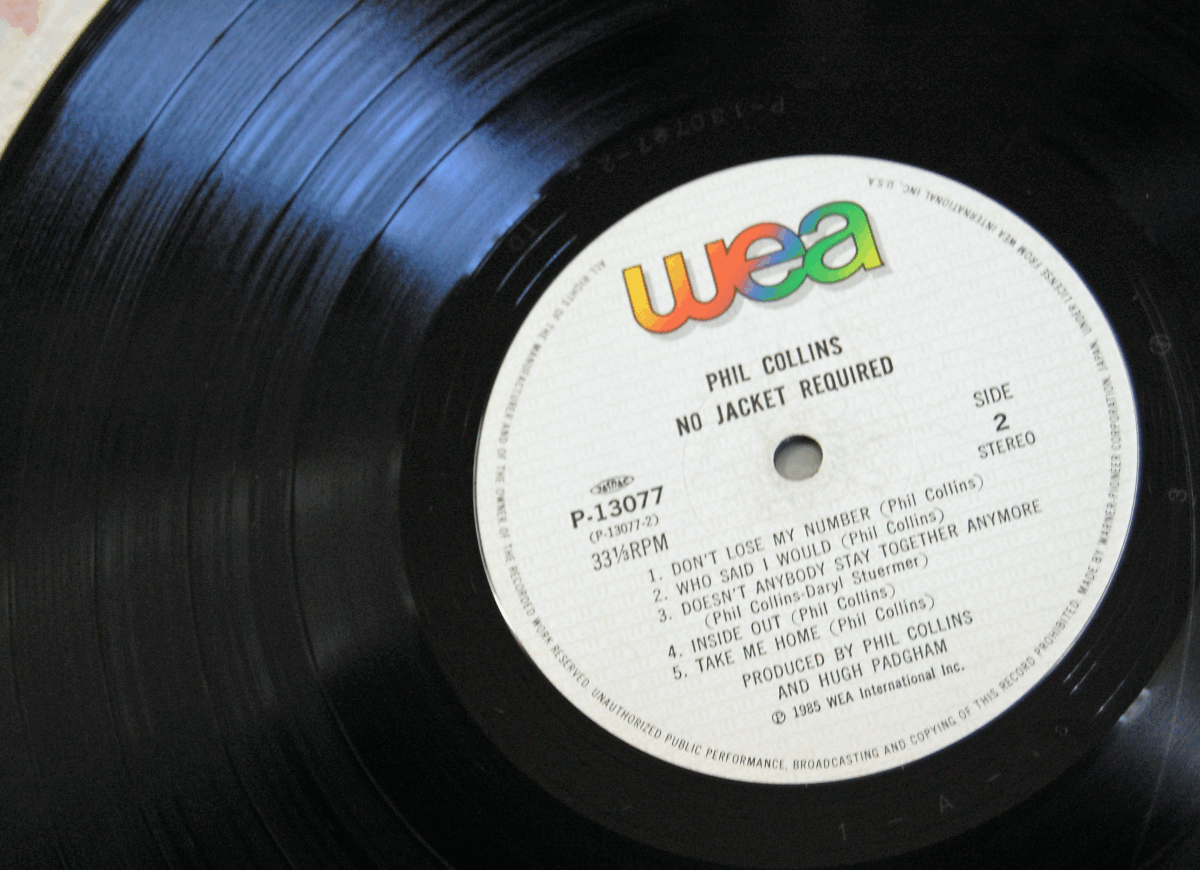 wea
PHIL COLLINS
NO JACKET REQUIRED
SIDE
2
STEREO
P-13077
(P-13077-2)
33⅓RPM
1. DON'T LOSE MY NUMBER (Phil Collins)
2. WHO SAID I WOULD (Phil Collins)
3. DOESN'T ANYBODY STAY TOGETHER ANYMORE
(Phil Collins-Daryl Stuermer)
4. INSIDE OUT (Phil Collins)
5. TAKE ME HOME (Phil Collins)
PRODUCED BY PHIL COLLINS
AND HUGH PADGHAM
Ⓟ 1985 WEA International Inc.
ALL RIGHTS OF THE MANUFACTURER AND OF THE OWNER OF THE RECORDED WORK RESERVED. UNAUTHORIZED PUBLIC PERFORMANCE, BROADCASTING AND COPYING OF THIS RECORD PROHIBITED. MADE BY WARNER-PIONEER CORPORATION, JAPAN, UNDER LICENSE FROM WEA INTERNATIONAL INC., U.S.A.
1-A